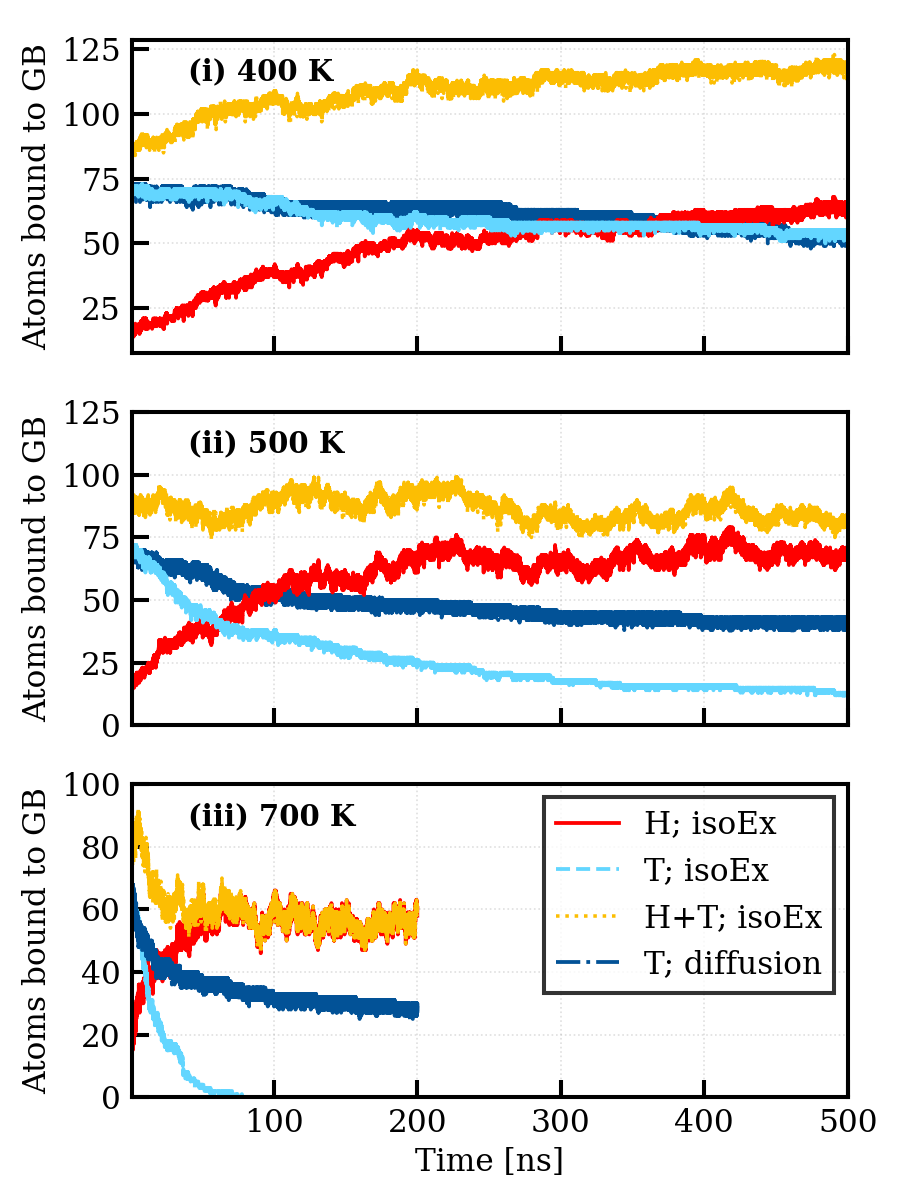 Atoms bound to GB
125
100
75
50
25
(i) 400 K
Atoms bound to GB
125
100
75
50
25
0
(ii) 500 K
Atoms bound to GB
100
80
60
40
20
0
(iii) 700 K
H; isoEx
T; isoEx
H+T; isoEx
T; diffusion
100 200 300 400 500
Time [ns]